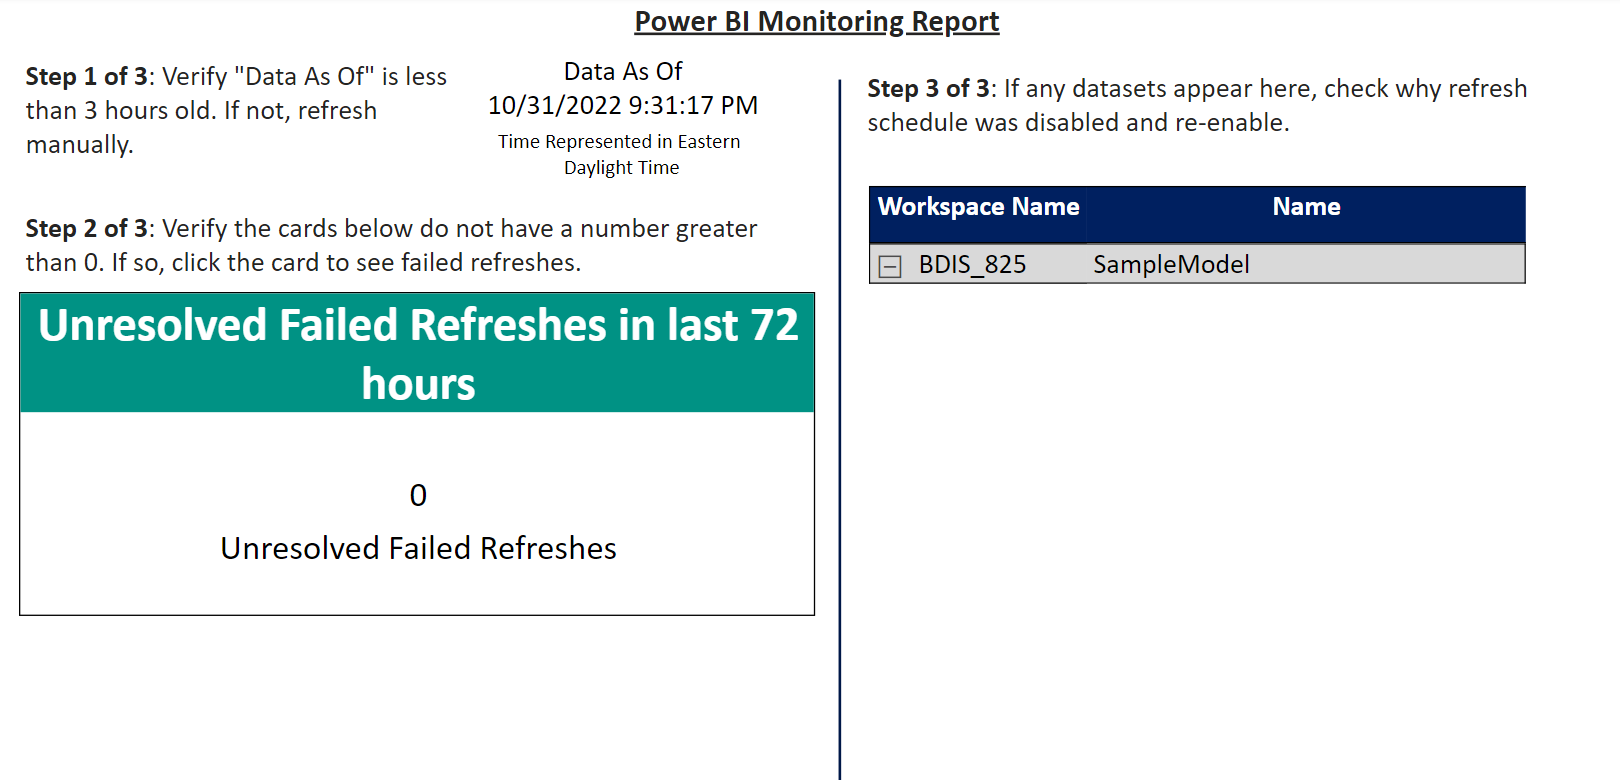 Power BI Monitoring Report
Step 1 of 3: Verify "Data As Of" is less
than 3 hours old. If not, refresh
manually.
Data As Of
10/31/2022 9:31:17 PM
Time Represented in Eastern
Daylight Time
Step 2 of 3: Verify the cards below do not have a number greater
than 0. If so, click the card to see failed refreshes.
Unresolved Failed Refreshes in last 72
hours
0
Unresolved Failed Refreshes
Step 3 of 3: If any datasets appear here, check why refresh
schedule was disabled and re-enable.
Workspace Name Name
BDIS_825 SampleModel